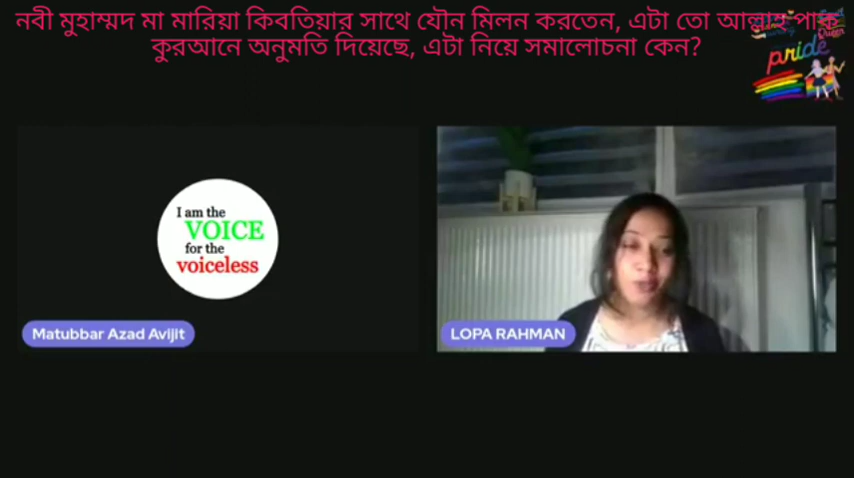 নবী মুহাম্মদ মা মারিয়া কিবতিয়ার সাথে যৌন মিলন করতেন, এটা তো আল্লাহ পাক
কুরআনে অনুমতি দিয়েছে, এটা নিয়ে সমালোচনা কেন?
pride
I am the
VOICE
for the
voiceless
Matubbar Azad Avijit
LOPA RAHMAN